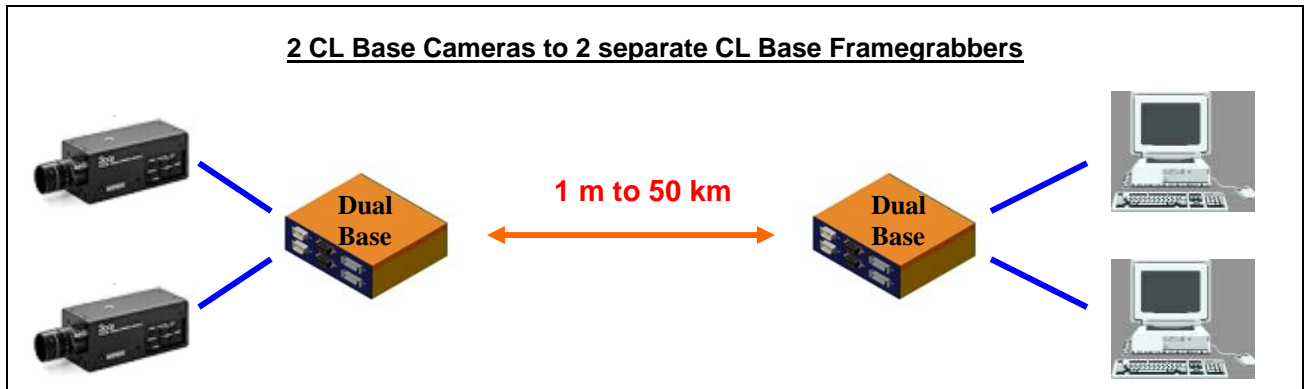 2 CL Base Cameras to 2 separate CL Base Framegrabbers
1 m to 50 km
Dual
Base
Dual
Base